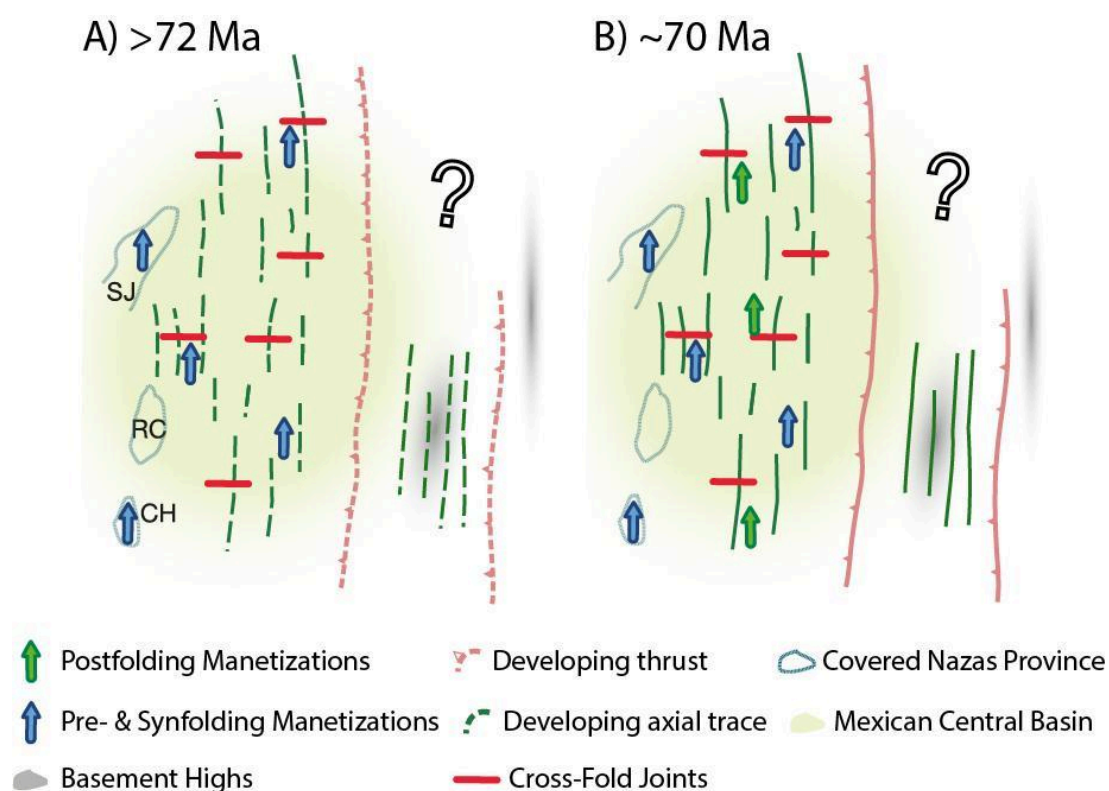 A) >72 Ma
B) ~70 Ma
?
?
SJ
RC
CH
Postfolding Manetizations
Developing thrust
Covered Nazas Province
Pre- & Synfolding Manetizations
Developing axial trace
Mexican Central Basin
Basement Highs
Cross-Fold Joints